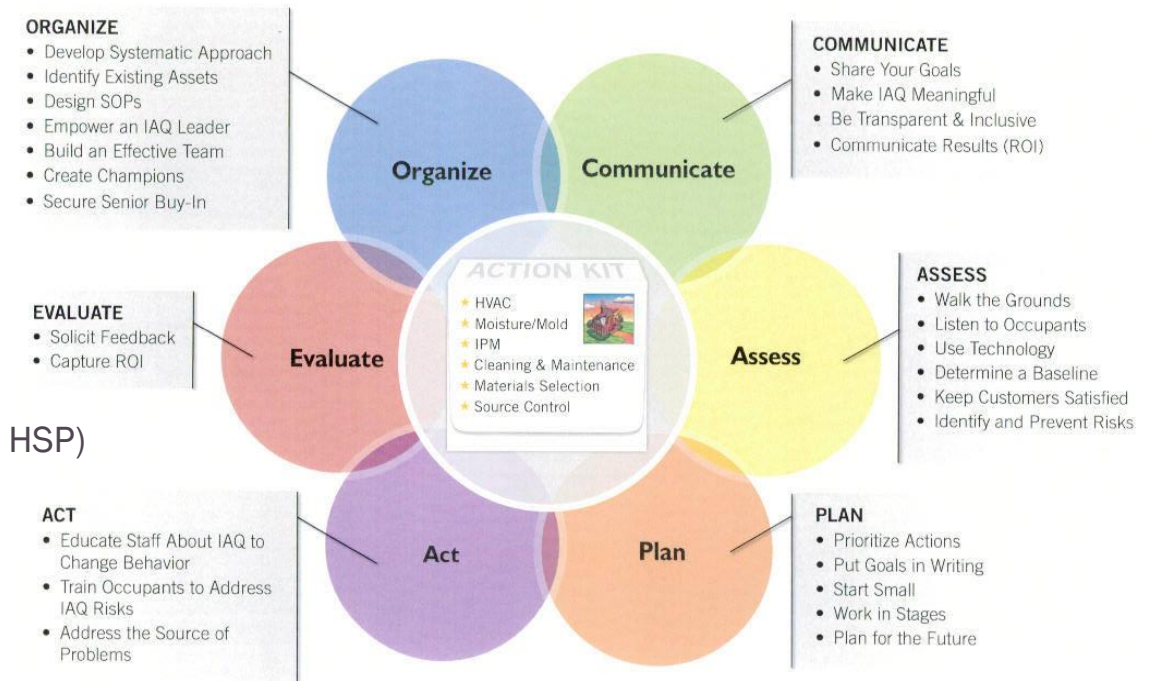 ORGANIZE
• Develop Systematic Approach
• Identify Existing Assets
• Design SOPs
• Empower an IAQ Leader
• Build an Effective Team
• Create Champions
• Secure Senior Buy-In
COMMUNICATE
• Share Your Goals
• Make IAQ Meaningful
• Be Transparent & Inclusive
• Communicate Results (ROI)
Organize
Communicate
EVALUATE
• Solicit Feedback
• Capture ROI
Evaluate
ACTION KIT
★ HVAC
★ Moisture/Mold
★ IPM
★ Cleaning & Maintenance
★ Materials Selection
★ Source Control
Assess
ASSESS
• Walk the Grounds
• Listen to Occupants
• Use Technology
• Determine a Baseline
• Keep Customers Satisfied
• Identify and Prevent Risks
HSP)
ACT
• Educate Staff About IAQ to
Change Behavior
• Train Occupants to Address
IAQ Risks
• Address the Source of
Problems
Act
Plan
PLAN
• Prioritize Actions
• Put Goals in Writing
• Start Small
• Work in Stages
• Plan for the Future